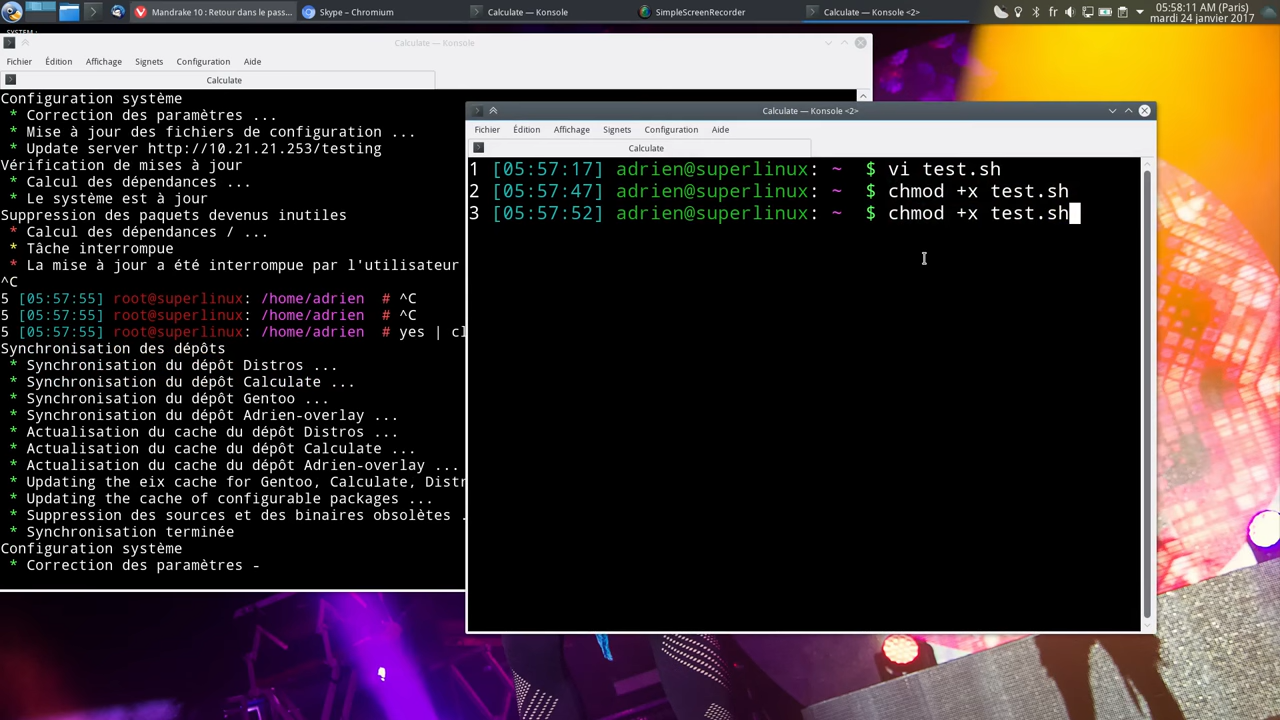 Mandrake 10 : Retour dans le pass...
Skype – Chromium
Calculate — Konsole
SimpleScreenRecorder
Calculate — Konsole <2>
fr
05:58:11 AM (Paris)
mardi 24 janvier 2017
Calculate — Konsole
Fichier Édition Affichage Signets Configuration Aide
Calculate
Configuration système
* Correction des paramètres ...
* Mise à jour des fichiers de configuration ...
* Update server http://10.21.21.253/testing
Vérification de mises à jour
* Calcul des dépendances ...
* Le système est à jour
Suppression des paquets devenus inutiles
* Calcul des dépendances / ...
* Tâche interrompue
* La mise à jour a été interrompue par l'utilisateur
^C
5 [05:57:55] root@superlinux: /home/adrien # ^C
5 [05:57:55] root@superlinux: /home/adrien # ^C
5 [05:57:55] root@superlinux: /home/adrien # yes | cl
Synchronisation des dépôts
* Synchronisation du dépôt Distros ...
* Synchronisation du dépôt Calculate ...
* Synchronisation du dépôt Gentoo ...
* Synchronisation du dépôt Adrien-overlay ...
* Actualisation du cache du dépôt Distros ...
* Actualisation du cache du dépôt Calculate ...
* Actualisation du cache du dépôt Adrien-overlay ...
* Updating the eix cache for Gentoo, Calculate, Distr
* Updating the cache of configurable packages ...
* Suppression des sources et des binaires obsolètes .
* Synchronisation terminée
Configuration système
* Correction des paramètres -
Calculate — Konsole <2>
Fichier Édition Affichage Signets Configuration Aide
Calculate
1 [05:57:17] adrien@superlinux: ~ $ vi test.sh
2 [05:57:47] adrien@superlinux: ~ $ chmod +x test.sh
3 [05:57:52] adrien@superlinux: ~ $ chmod +x test.sh